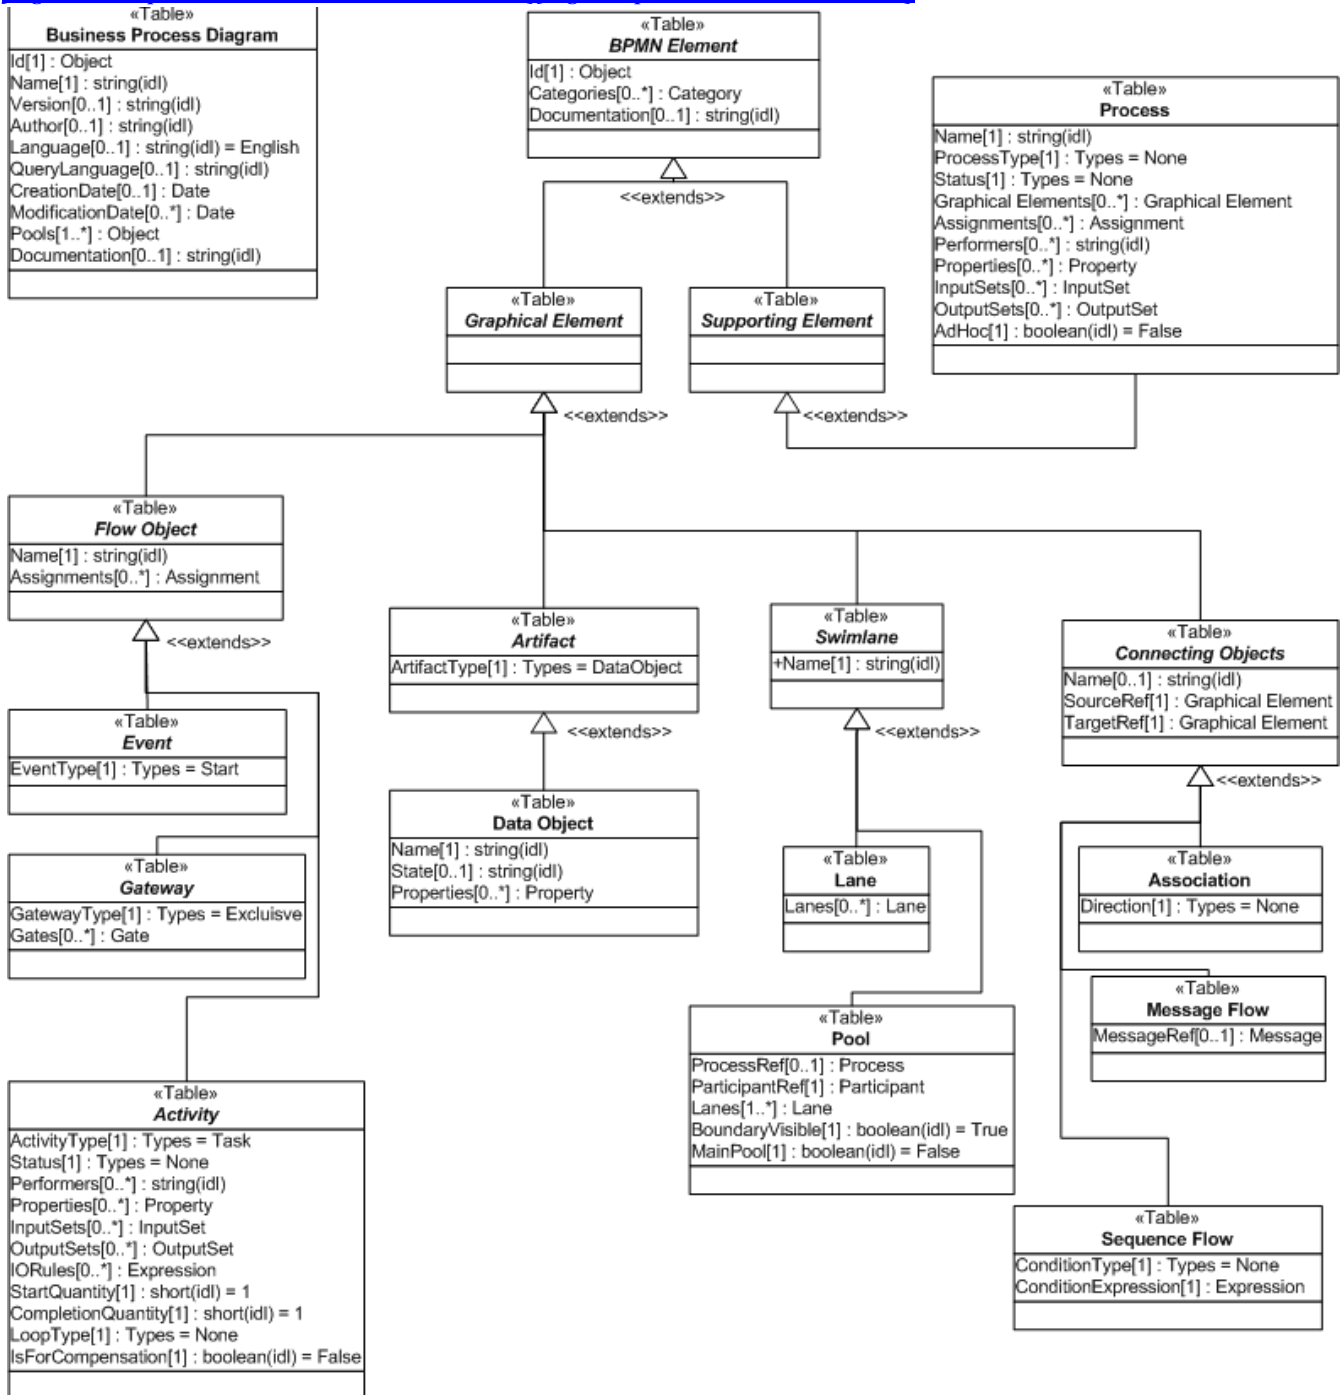 «Table»
Business Process Diagram
Id[1] : Object
Name[1] : string(idl)
Version[0..1] : string(idl)
Author[0..1] : string(idl)
Language[0..1] : string(idl) = English
QueryLanguage[0..1] : string(idl)
CreationDate[0..1] : Date
ModificationDate[0..*] : Date
Pools[1..*] : Object
Documentation[0..1] : string(idl)
«Table»
BPMN Element
Id[1] : Object
Categories[0..*] : Category
Documentation[0..1] : string(idl)
<<extends>>
«Table»
Process
Name[1] : string(idl)
ProcessType[1] : Types = None
Status[1] : Types = None
Graphical Elements[0..*] : Graphical Element
Assignments[0..*] : Assignment
Performers[0..*] : string(idl)
Properties[0..*] : Property
InputSets[0..*] : InputSet
OutputSets[0..*] : OutputSet
AdHoc[1] : boolean(idl) = False
«Table»
Graphical Element
<<extends>>
«Table»
Supporting Element
<<extends>>
«Table»
Flow Object
Name[1] : string(idl)
Assignments[0..*] : Assignment
<<extends>>
«Table»
Artifact
ArtifactType[1] : Types = DataObject
<<extends>>
«Table»
Swimlane
+Name[1] : string(idl)
<<extends>>
«Table»
Connecting Objects
Name[0..1] : string(idl)
SourceRef[1] : Graphical Element
TargetRef[1] : Graphical Element
<<extends>>
«Table»
Event
EventType[1] : Types = Start
«Table»
Data Object
Name[1] : string(idl)
State[0..1] : string(idl)
Properties[0..*] : Property
«Table»
Lane
Lanes[0..*] : Lane
«Table»
Association
Direction[1] : Types = None
«Table»
Gateway
GatewayType[1] : Types = Excluisve
Gates[0..*] : Gate
«Table»
Message Flow
MessageRef[0..1] : Message
«Table»
Pool
ProcessRef[0..1] : Process
ParticipantRef[1] : Participant
Lanes[1..*] : Lane
BoundaryVisible[1] : boolean(idl) = True
MainPool[1] : boolean(idl) = False
«Table»
Activity
ActivityType[1] : Types = Task
Status[1] : Types = None
Performers[0..*] : string(idl)
Properties[0..*] : Property
InputSets[0..*] : InputSet
OutputSets[0..*] : OutputSet
IORules[0..*] : Expression
StartQuantity[1] : short(idl) = 1
CompletionQuantity[1] : short(idl) = 1
LoopType[1] : Types = None
IsForCompensation[1] : boolean(idl) = False
«Table»
Sequence Flow
ConditionType[1] : Types = None
ConditionExpression[1] : Expression